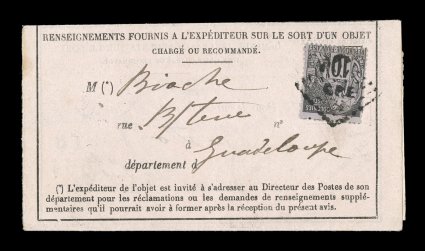 RENSEIGNEMENTS FOURNIS A L'EXPÉDITEUR SUR LE SORT D'UN OBJET
CHARGÉ OU RECOMMANDÉ.
M (*) Bioche
rue B/Terre n°
à
département d Guadeloupe
(*) L'expéditeur de l'objet est invité à s'adresser au Directeur des Postes de son
département pour les réclamations ou les demandes de renseignements supplé-
mentaires qu'il pourrait avoir à former après la réception du présent avis.
10
G.P.E.